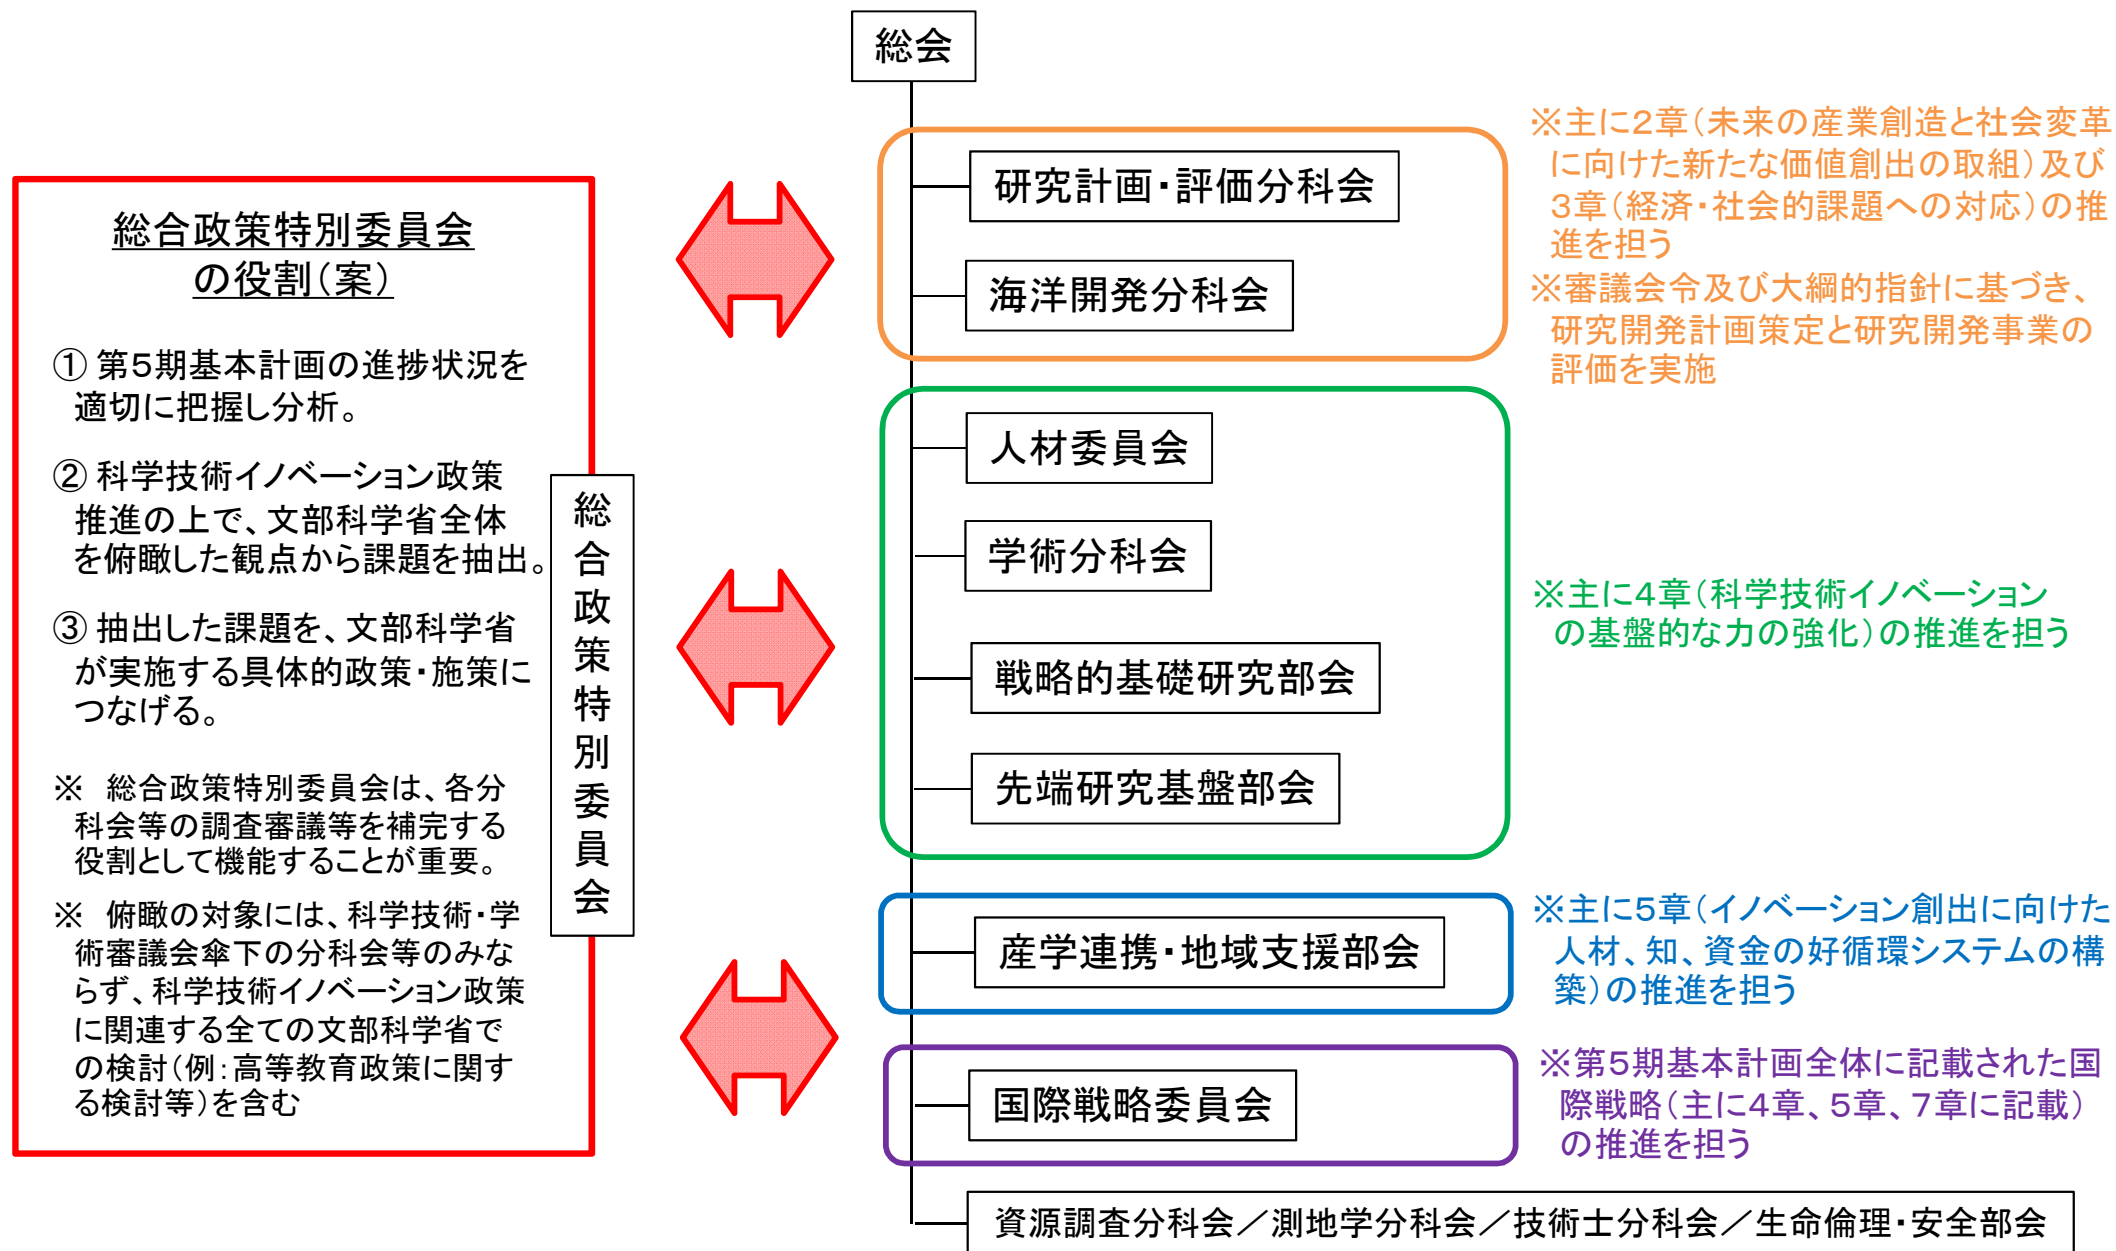 総会
総合政策特別委員会
の役割(案)
① 第5期基本計画の進捗状況を
適切に把握し分析。
② 科学技術イノベーション政策
推進の上で、文部科学省全体
を俯瞰した観点から課題を抽出。
③ 抽出した課題を、文部科学省
が実施する具体的政策・施策に
つなげる。
※ 総合政策特別委員会は、各分
科会等の調査審議等を補完する
役割として機能することが重要。
※ 俯瞰の対象には、科学技術・学
術審議会傘下の分科会等のみな
らず、科学技術イノベーション政策
に関連する全ての文部科学省で
の検討(例:高等教育政策に関す
る検討等)を含む
総合政策特別委員会
研究計画・評価分科会
海洋開発分科会
※主に2章(未来の産業創造と社会変革
に向けた新たな価値創出の取組)及び
3章(経済・社会的課題への対応)の推
進を担う
※審議会令及び大綱的指針に基づき、
研究開発計画策定と研究開発事業の
評価を実施
人材委員会
学術分科会
戦略的基礎研究部会
先端研究基盤部会
※主に4章(科学技術イノベーション
の基盤的な力の強化)の推進を担う
産学連携・地域支援部会
※主に5章(イノベーション創出に向けた
人材、知、資金の好循環システムの構
築)の推進を担う
国際戦略委員会
※第5期基本計画全体に記載された国
際戦略(主に4章、5章、7章に記載)
の推進を担う
資源調査分科会/測地学分科会/技術士分科会/生命倫理・安全部会